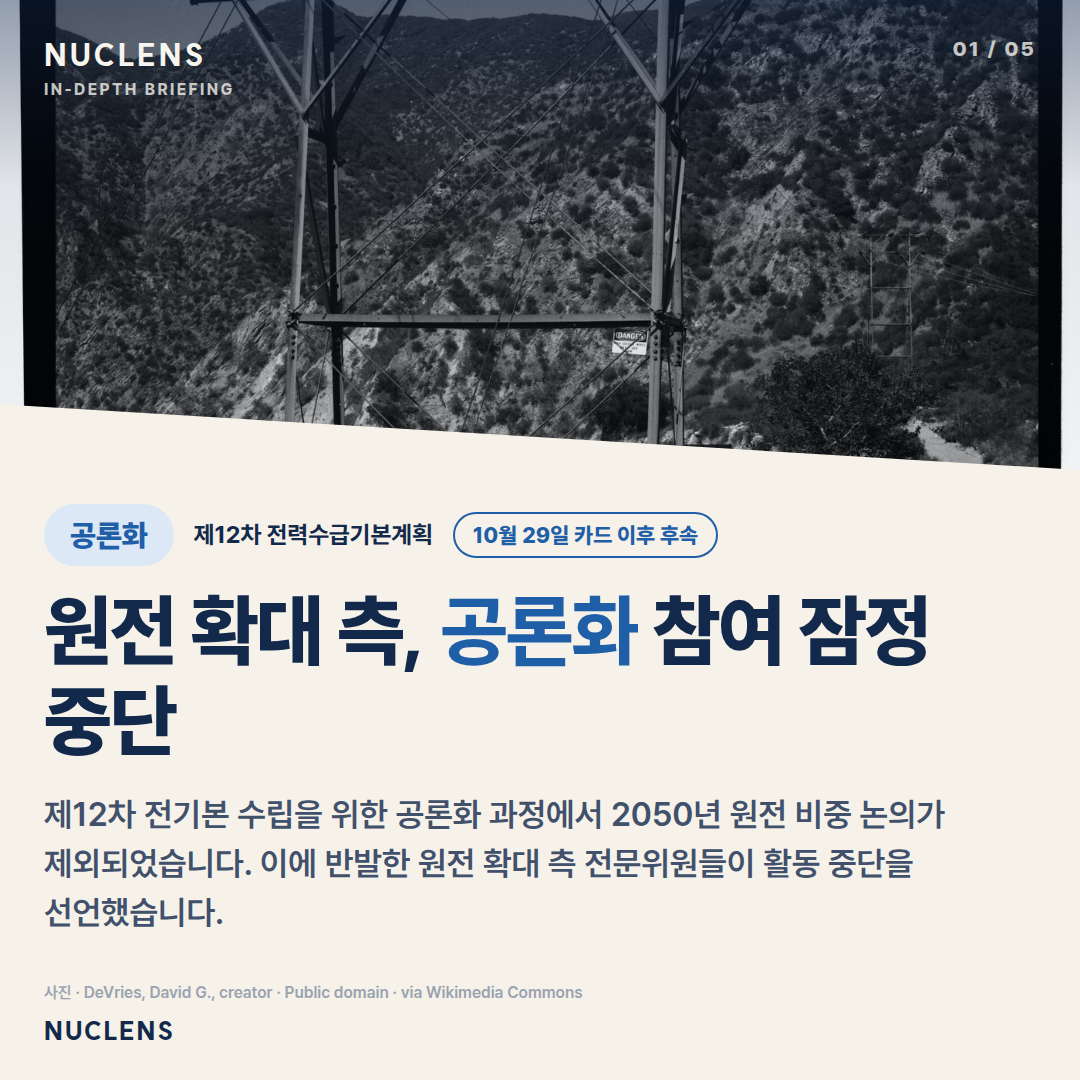 NUCLENS
IN-DEPTH BRIEFING
01 / 05
DANGER
공론화
제12차 전력수급기본계획
10월 29일 카드 이후 후속
원전 확대 측, 공론화 참여 잠정
중단
제12차 전기본 수립을 위한 공론화 과정에서 2050년 원전 비중 논의가
제외되었습니다. 이에 반발한 원전 확대 측 전문위원들이 활동 중단을
선언했습니다.
사진 · DeVries, David G., creator · Public domain · via Wikimedia Commons
NUCLENS